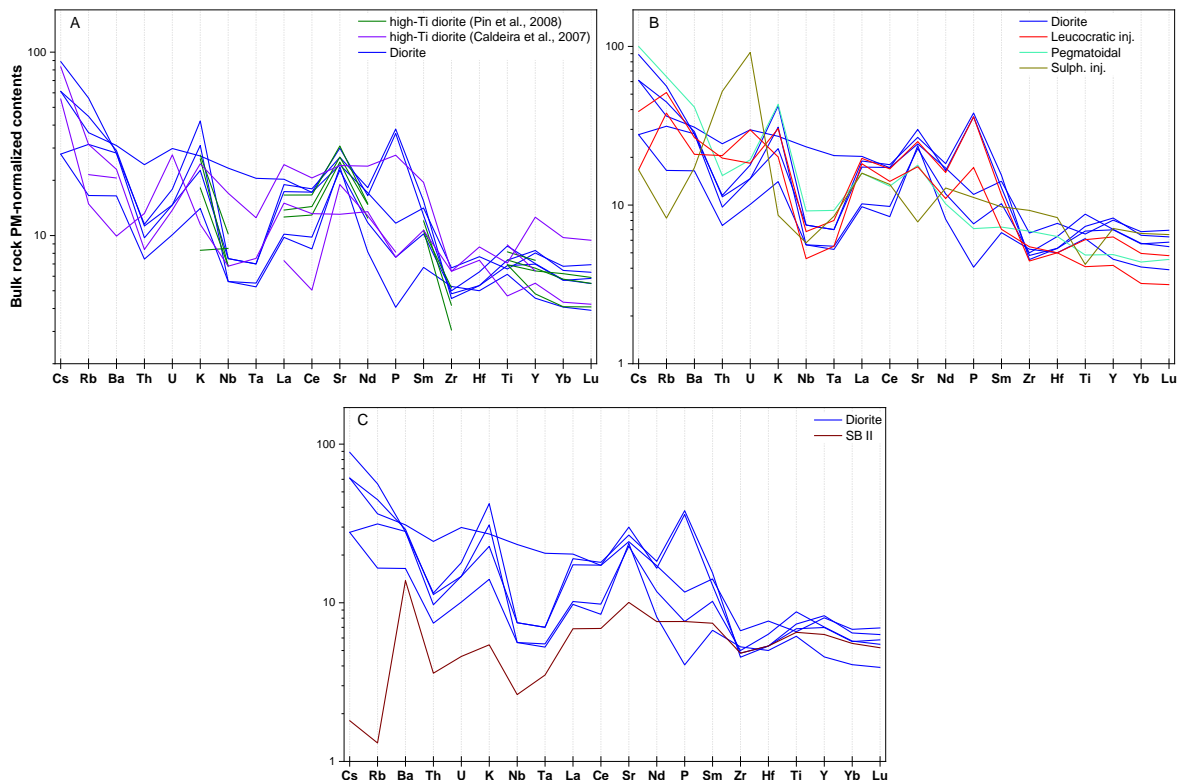 A
high-Ti diorite (Pin et al., 2008)
high-Ti diorite (Caldeira et al., 2007)
Diorite
100
10
Bulk rock PM-normalized contents
Cs Rb Ba Th U K Nb Ta La Ce Sr Nd P Sm Zr Hf Ti Y Yb Lu
B
Diorite
Leucocratic inj.
Pegmatoidal
Sulph. inj.
100
10
1
Cs Rb Ba Th U K Nb Ta La Ce Sr Nd P Sm Zr Hf Ti Y Yb Lu
C
Diorite
SB II
100
10
1
Cs Rb Ba Th U K Nb Ta La Ce Sr Nd P Sm Zr Hf Ti Y Yb Lu